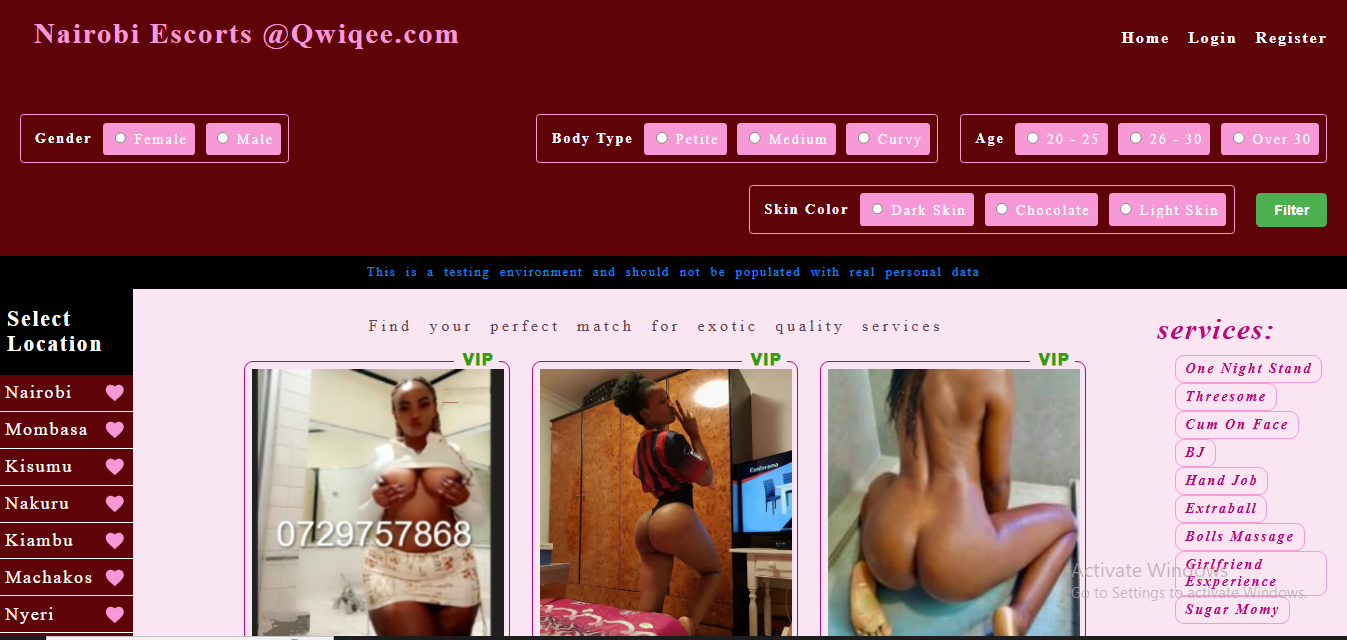 Nairobi Escorts @Qwiqee.com
Home Login Register
Gender Female Male
Body Type Petite Medium Curvy
Age 20 - 25 26 - 30 Over 30
Skin Color Dark Skin Chocolate Light Skin
Filter
This is a testing environment and should not be populated with real personal data
Select
Location
Nairobi
Mombasa
Kisumu
Nakuru
Kiambu
Machakos
Nyeri
Find your perfect match for exotic quality services
VIP
0729757868
VIP
Conforama
VIP
services:
One Night Stand
Threesome
Cum On Face
BJ
Hand Job
Extraball
Bolls Massage
Girlfriend
Esxperience
Sugar Momy
Activate Windows
Go to Settings to activate Windows.